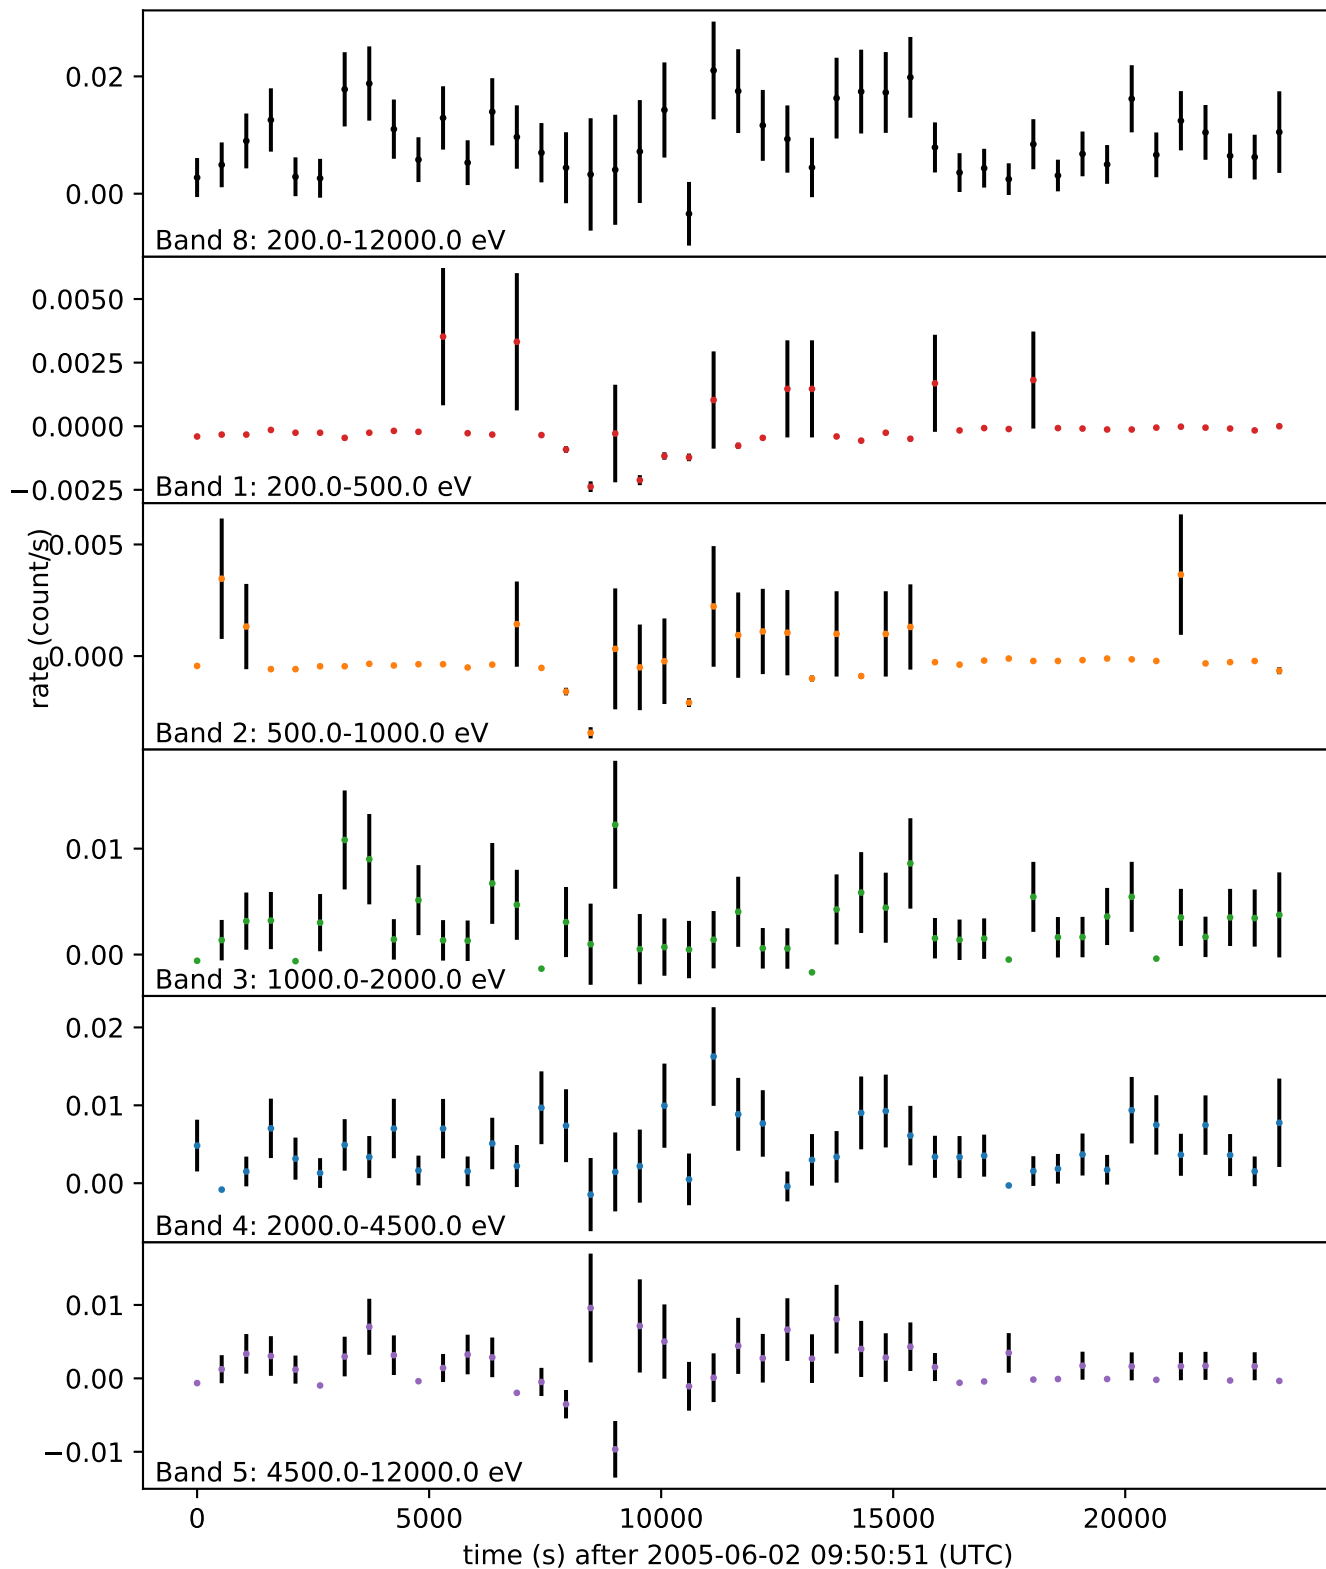 0.02
0.00
Band 8: 200.0-12000.0 eV
0.0050
0.0025
0.0000
−0.0025
Band 1: 200.0-500.0 eV
rate (count/s)
0.005
0.000
Band 2: 500.0-1000.0 eV
0.01
0.00
Band 3: 1000.0-2000.0 eV
0.02
0.01
0.00
Band 4: 2000.0-4500.0 eV
0.01
0.00
−0.01
Band 5: 4500.0-12000.0 eV
0 5000 10000 15000 20000
time (s) after 2005-06-02 09:50:51 (UTC)